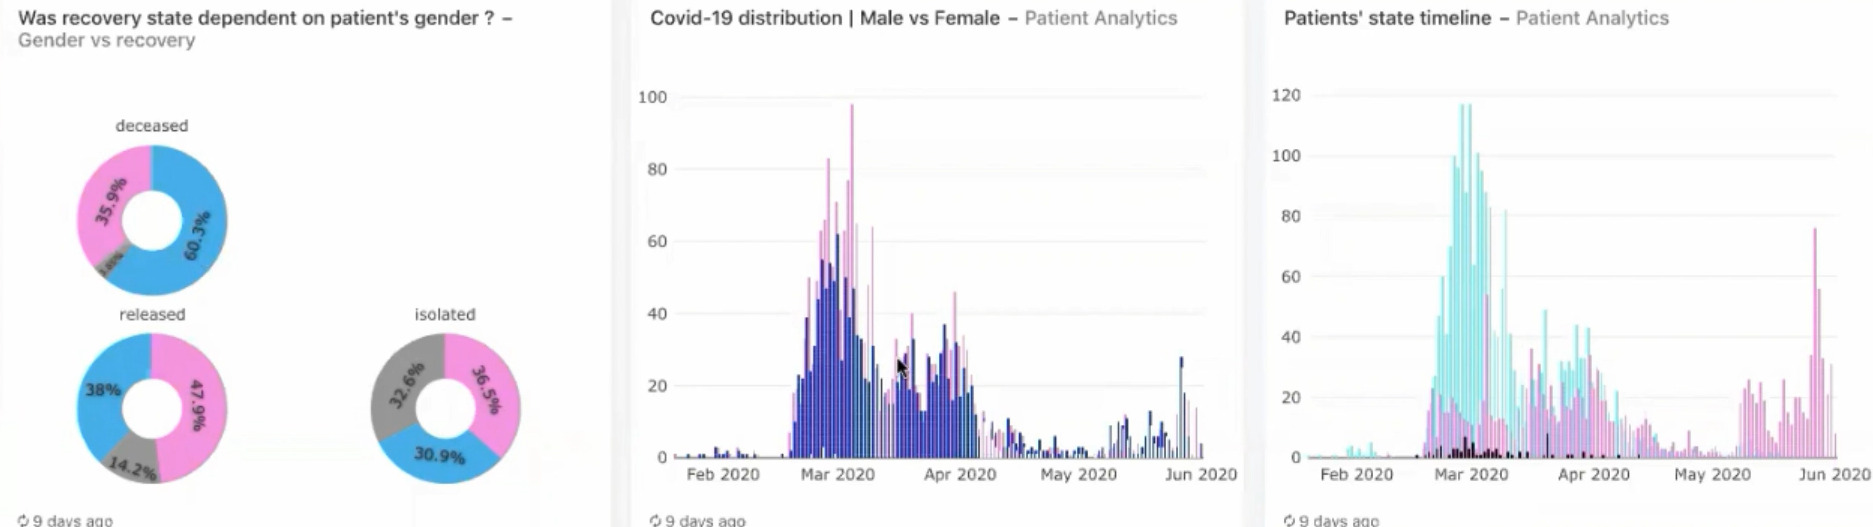 Was recovery state dependent on patient's gender ? –
Gender vs recovery
deceased
35.9%
60.3%
released
38%
47.9%
14.2%
isolated
32.6%
36.5%
30.9%
9 days ago
Covid-19 distribution | Male vs Female – Patient Analytics
100
80
60
40
20
0
Feb 2020 Mar 2020 Apr 2020 May 2020 Jun 2020
9 days ago
Patients' state timeline – Patient Analytics
120
100
80
60
40
20
0
Feb 2020 Mar 2020 Apr 2020 May 2020 Jun 2020
9 days ago